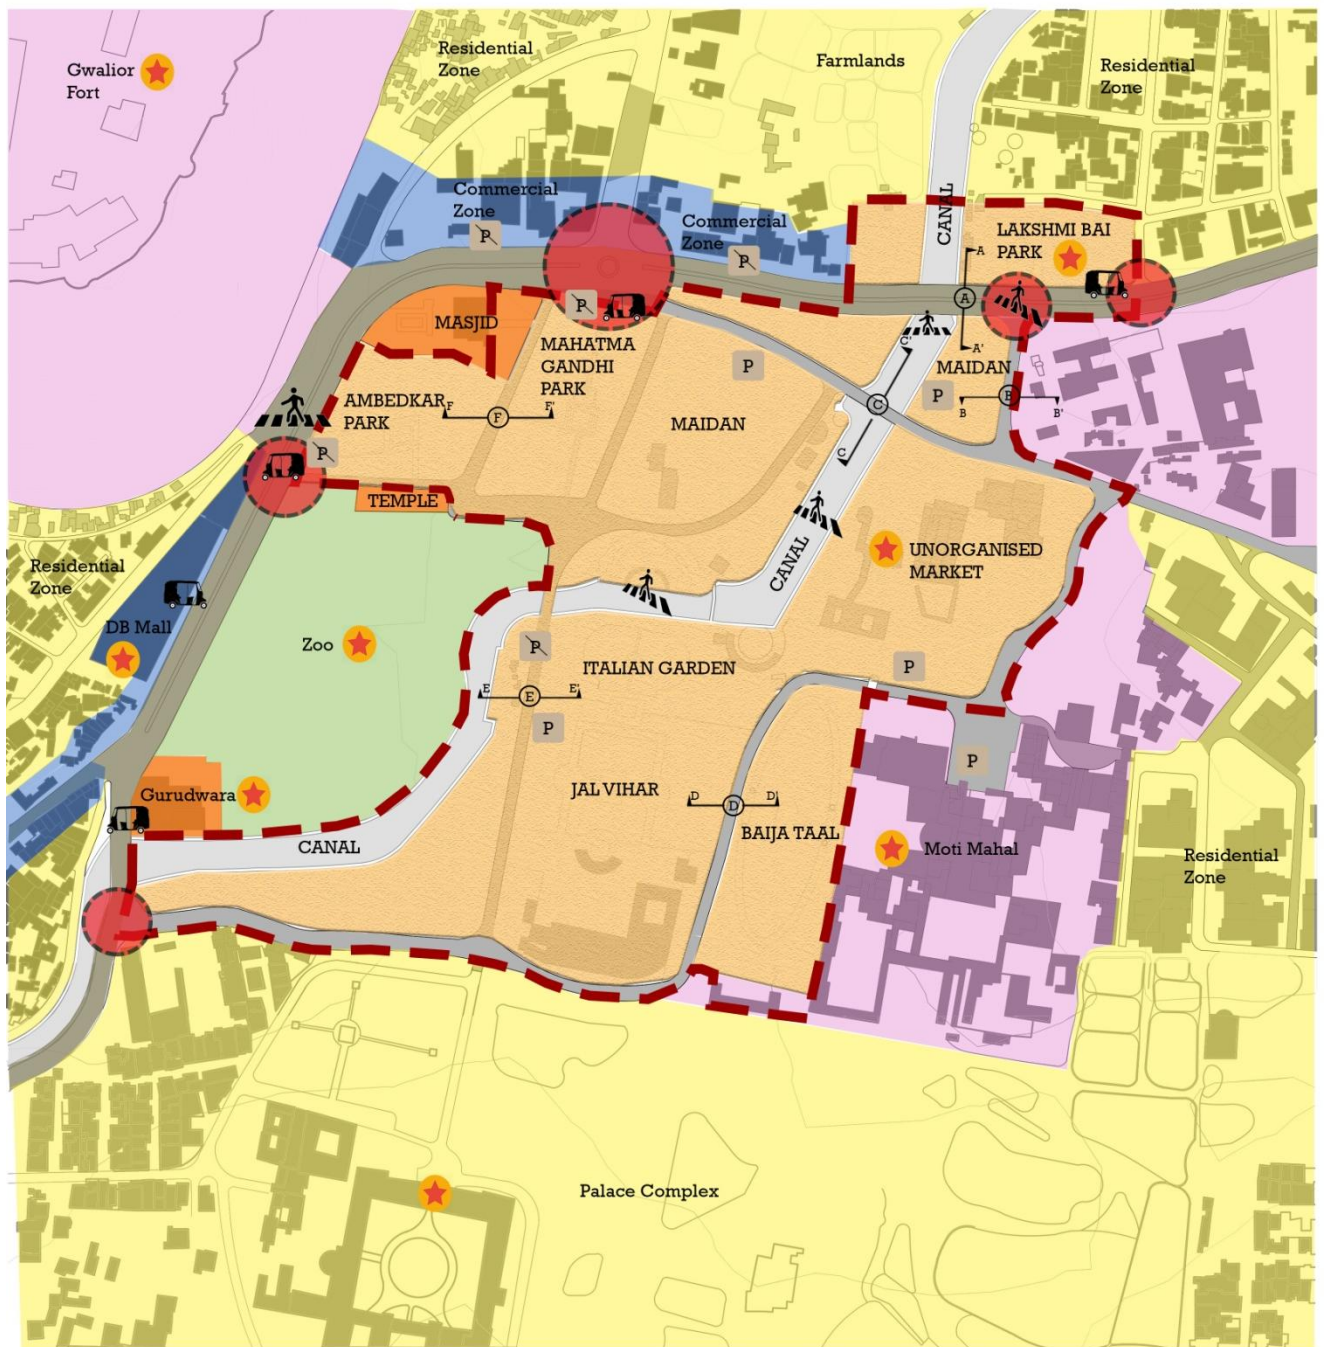 Residential
Zone
Farmlands
Residential
Zone
Gwalior
Fort
Commercial
Zone
P
Commercial
Zone
P
CANAL
LAKSHMI BAI
PARK
A
A
A'
P
MASJID
MAHATMA
GANDHI
PARK
MAIDAN
P
C'
C
C
P
B
B
B'
AMBEDKAR
PARK
F
F
F'
MAIDAN
P
TEMPLE
UNORGANISED
MARKET
CANAL
Residential
Zone
DB Mall
Zoo
P
ITALIAN GARDEN
P
E
E
E'
P
P
Gurudwara
JAL VIHAR
D
D
D'
BAIJA TAAL
CANAL
Moti Mahal
Residential
Zone
Palace Complex